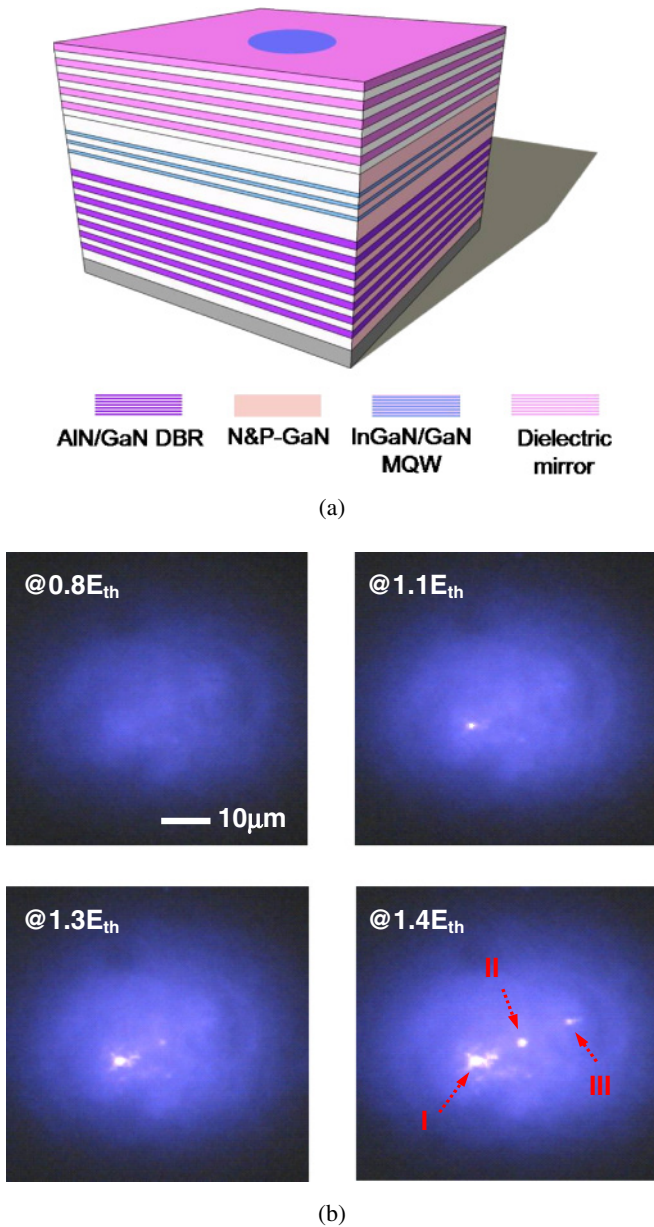 AlN/GaN DBR N&P-GaN InGaN/GaN MQW Dielectric mirror
(a)
@0.8Eth
10μm
@1.1Eth
@1.3Eth
@1.4Eth
II
I
III
(b)